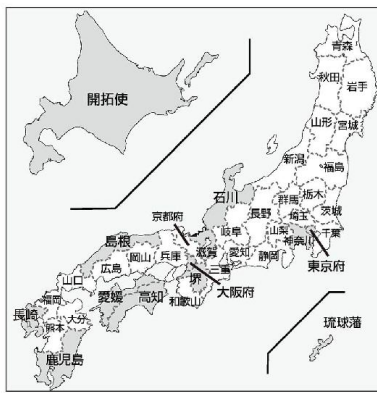 開拓使
青森
秋田
岩手
山形
宮城
新潟
福島
石川
栃木
群馬
長野
茨城
埼玉
岐阜
山梨
千葉
神奈川
東京府
京都府
島根
滋賀
愛知
静岡
岡山
兵庫
広島
堺
三重
大阪府
山口
和歌山
愛媛
高知
福岡
長崎
大分
熊本
鹿児島
琉球藩